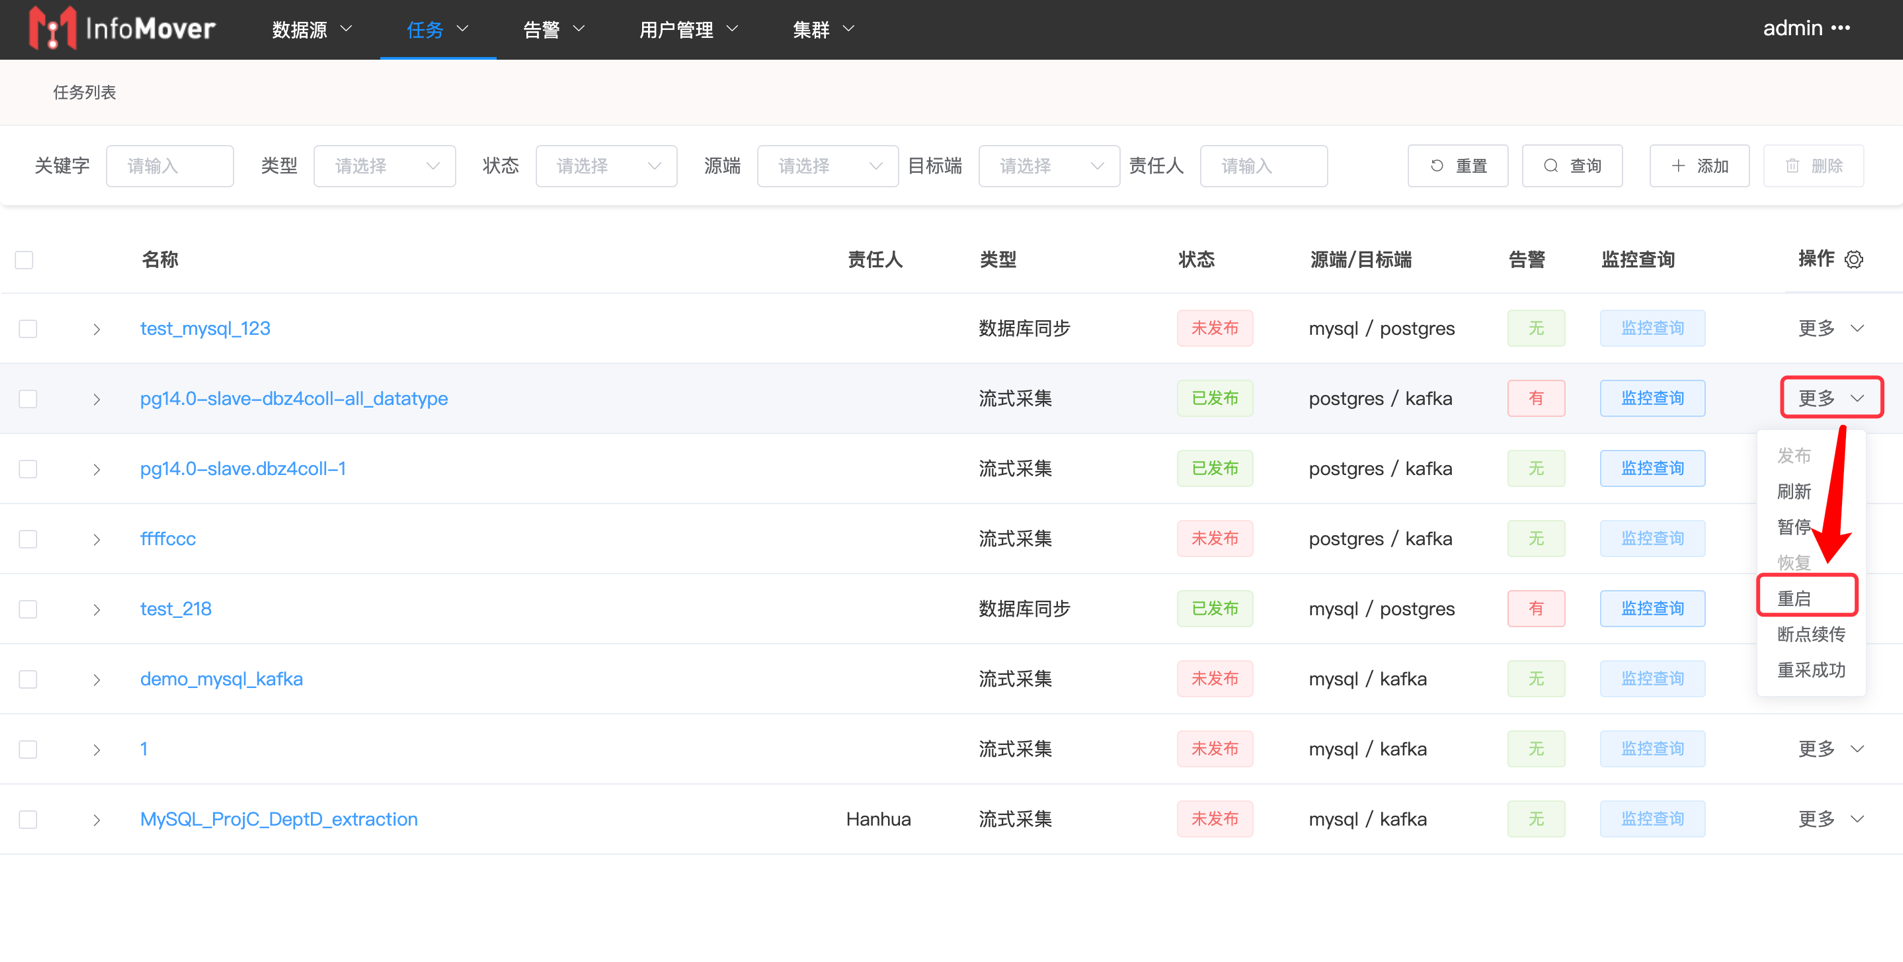 InfoMover 数据源 任务 告警 用户管理 集群 admin •••
任务列表
关键字 请输入 类型 请选择 状态 请选择 源端 请选择 目标端 请选择 责任人 请输入 重置 查询 添加 删除
名称 责任人 类型 状态 源端/目标端 告警 监控查询 操作
test_mysql_123 数据库同步 未发布 mysql / postgres 无 监控查询 更多
pg14.0-slave-dbz4coll-all_datatype 流式采集 已发布 postgres / kafka 有 监控查询 更多
发布
pg14.0-slave.dbz4coll-1 流式采集 已发布 postgres / kafka 无 监控查询
刷新
暂停
ffffccc 流式采集 未发布 postgres / kafka 无 监控查询
恢复
重启
test_218 数据库同步 已发布 mysql / postgres 有 监控查询
断点续传
重采成功
demo_mysql_kafka 流式采集 未发布 mysql / kafka 无 监控查询
1 流式采集 未发布 mysql / kafka 无 监控查询 更多
MySQL_ProjC_DeptD_extraction Hanhua 流式采集 未发布 mysql / kafka 无 监控查询 更多